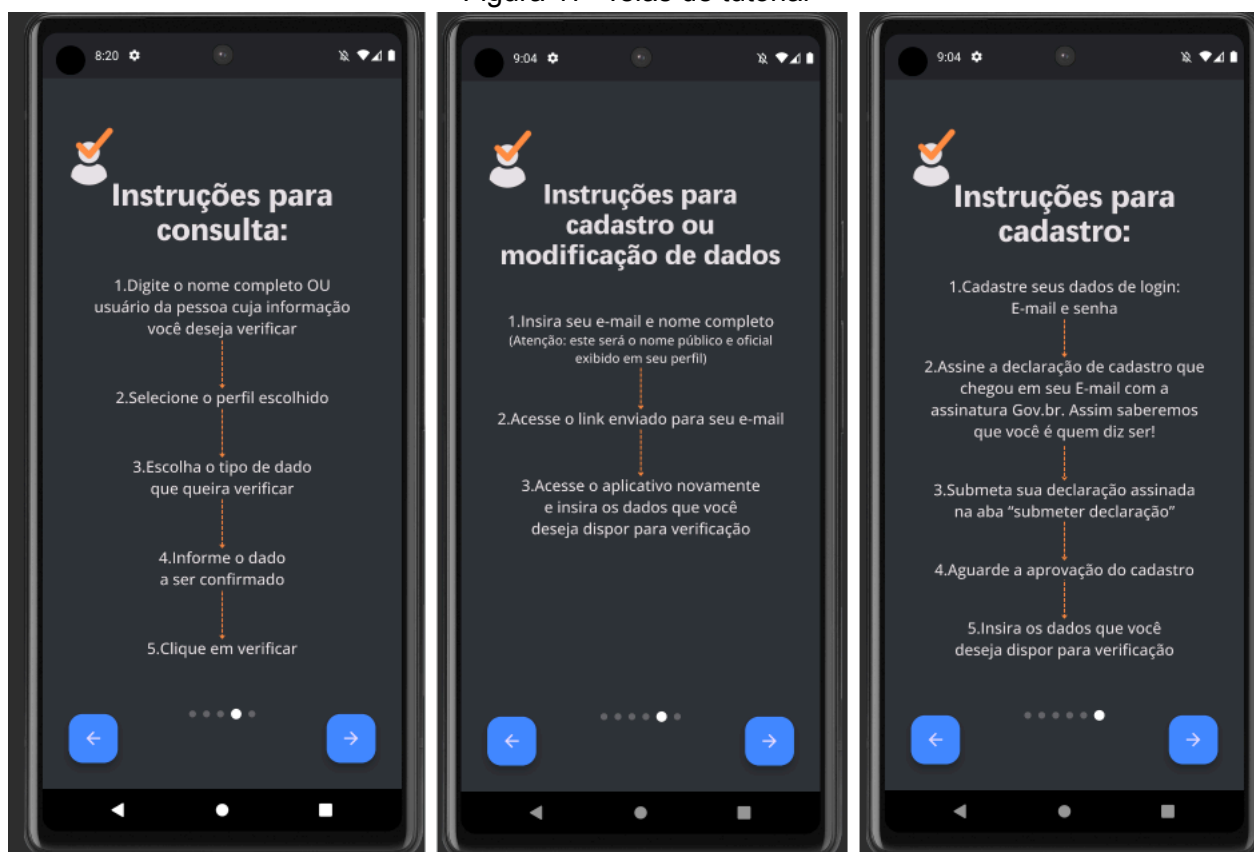 Figura - Telas do tutorial
8:20
Instruções para
consulta:
1.Digite o nome completo OU
usuário da pessoa cuja informação
você deseja verificar
2.Selecione o perfil escolhido
3.Escolha o tipo de dado
que queira verificar
4.Informe o dado
a ser confirmado
5.Clique em verificar
9:04
Instruções para
cadastro ou
modificação de dados
1.Insira seu e-mail e nome completo
(Atenção: este será o nome público e oficial
exibido em seu perfil)
2.Acesse o link enviado para seu e-mail
3.Acesse o aplicativo novamente
e insira os dados que você
deseja dispor para verificação
9:04
Instruções para
cadastro:
1.Cadastre seus dados de login:
E-mail e senha
2.Assine a declaração de cadastro que
chegou em seu E-mail com a
assinatura Gov.br. Assim saberemos
que você é quem diz ser!
3.Submeta sua declaração assinada
na aba “submeter declaração”
4.Aguarde a aprovação do cadastro
5.Insira os dados que você
deseja dispor para verificação